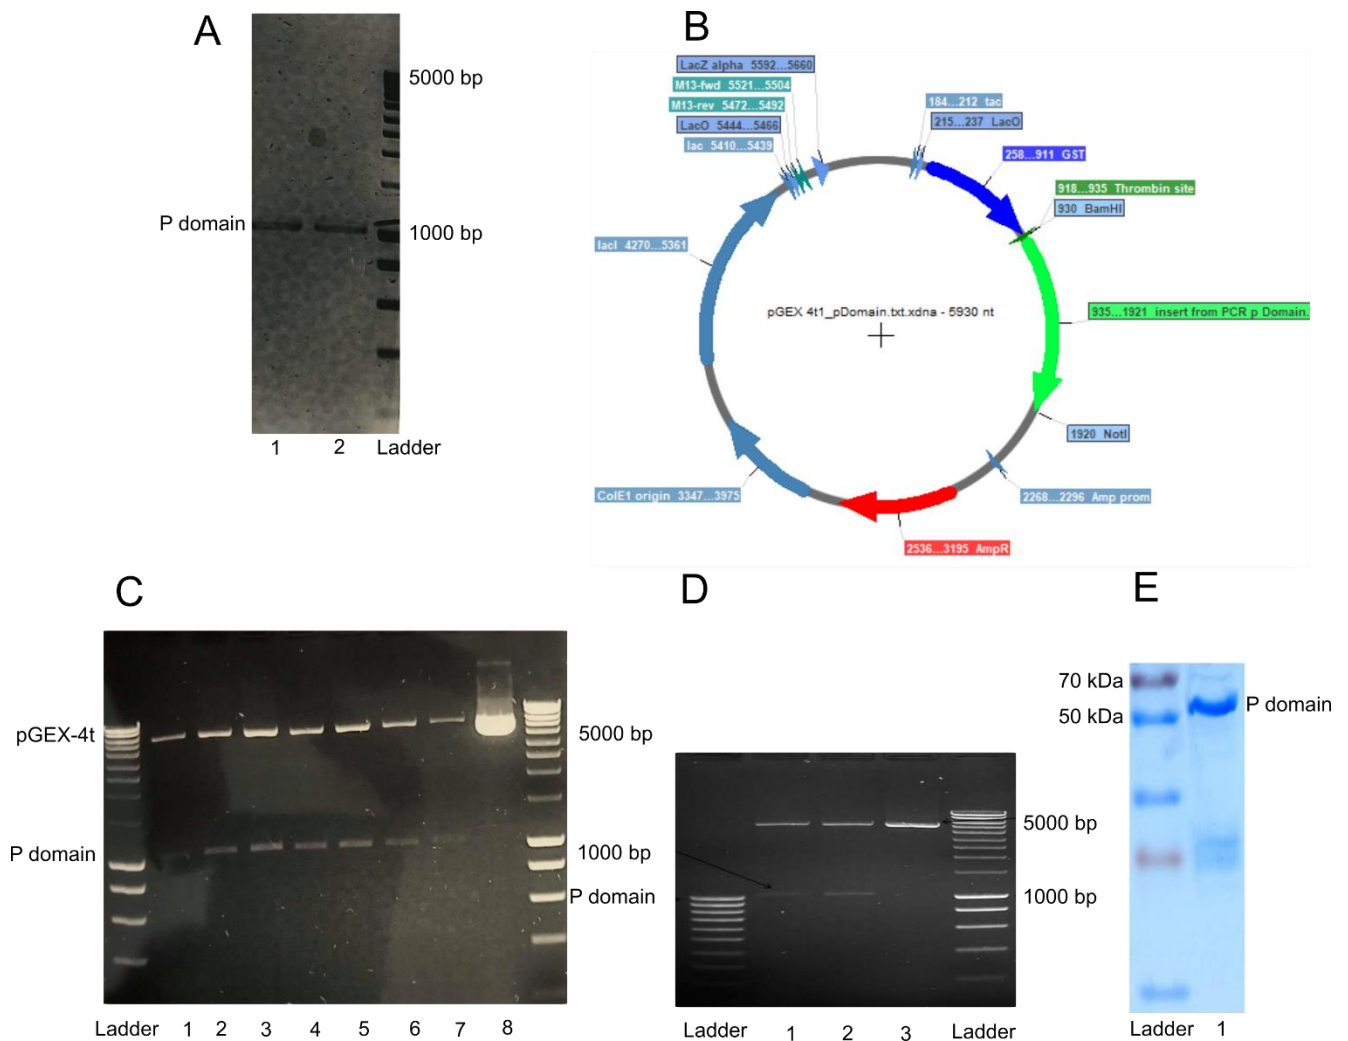 A
5000 bp
P domain
1000 bp
1 2 Ladder
B
LacZ alpha 5592...5660
M13-fwd 5521...5504
M13-rev 5472...5492
LacO 5444...5466
lac 5410...5439
184...212 tac
215...237 LacO
258...911 GST
918...935 Thrombin site
930 BamHI
lacI 4270...5361
pGEX 4t1_pDomain.txt.xdna - 5930 nt
935...1921 insert from PCR p Domain.
1920 NotI
ColE1 origin 3347...3975
2268...2296 Amp prom
2536...3195 AmpR
C
pGEX-4t
5000 bp
P domain
1000 bp
P domain
Ladder 1 2 3 4 5 6 7 8
D
5000 bp
1000 bp
Ladder 1 2 3 Ladder
E
70 kDa
P domain
50 kDa
Ladder 1